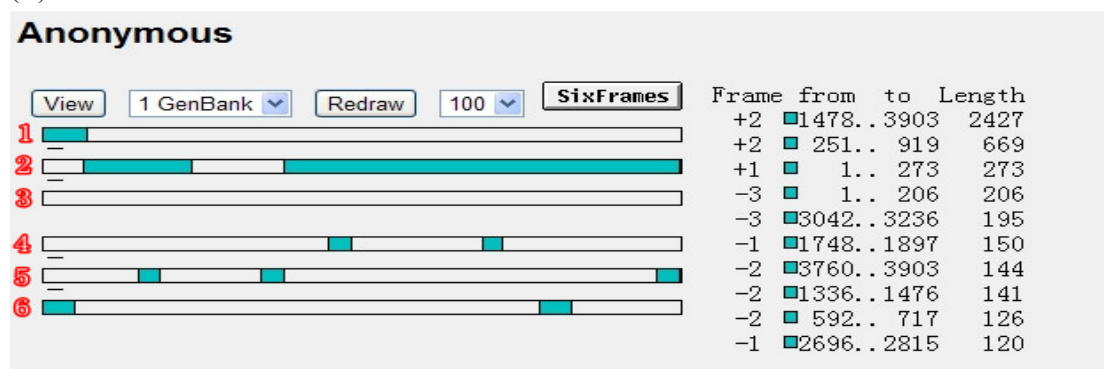 Anonymous
View 1 GenBank Redraw 100 SixFrames
Frame from to Length
+2 1478..3903 2427
+2 251.. 919 669
+1 1.. 273 273
-3 1.. 206 206
-3 3042..3236 195
-1 1748..1897 150
-2 3760..3903 144
-2 1336..1476 141
-2 592.. 717 126
-1 2696..2815 120
1
2
3
4
5
6